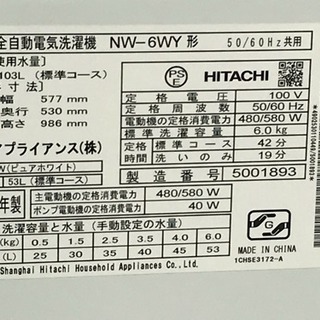 全自動電気洗濯機 NW-6WY 形 50/60Hz共用
使用水量)
103L (標準コース)
寸法)
幅 577 mm
奥行 530 mm
高さ 986 mm
PSE HITACHI
定格電圧 100 V
定格周波数 50/60 Hz
電動機の定格消費電力 480/580 W
標準洗濯容量 6.0 kg
定格時間 標準 42 分
時間 洗いのみ 19 分
アプライアンス(株)
W(ピュアホワイト)
53L (標準コース)
製造番号 5001893
年製
主電動機の定格消費電力 480/580 W
ポンプ電動機の定格消費電力 40 W
洗濯容量と水量 (手動設定の水量)
(kg) 0.5 1.5 2.5 3.5 4.0 6.0
(L) 25 30 35 40 45 53
Shanghai Hitachi Household Appliances Co., Ltd.
G
MADE IN CHINA
1CHSE3172-A